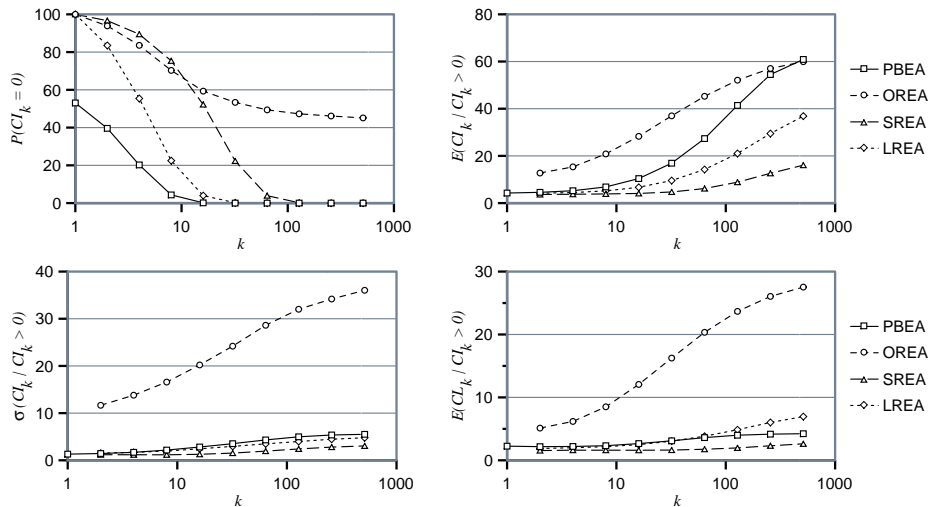 100
80
60
40
20
0
P(CI_k = 0)
1
10
100
1000
k
80
60
40
20
0
E(CI_k / CI_k > 0)
1
10
100
1000
k
PBEA
OREA
SREA
LREA
40
30
20
10
0
σ(CI_k / CI_k > 0)
1
10
100
1000
k
30
20
10
0
E(CL_k / CI_k > 0)
1
10
100
1000
k
PBEA
OREA
SREA
LREA